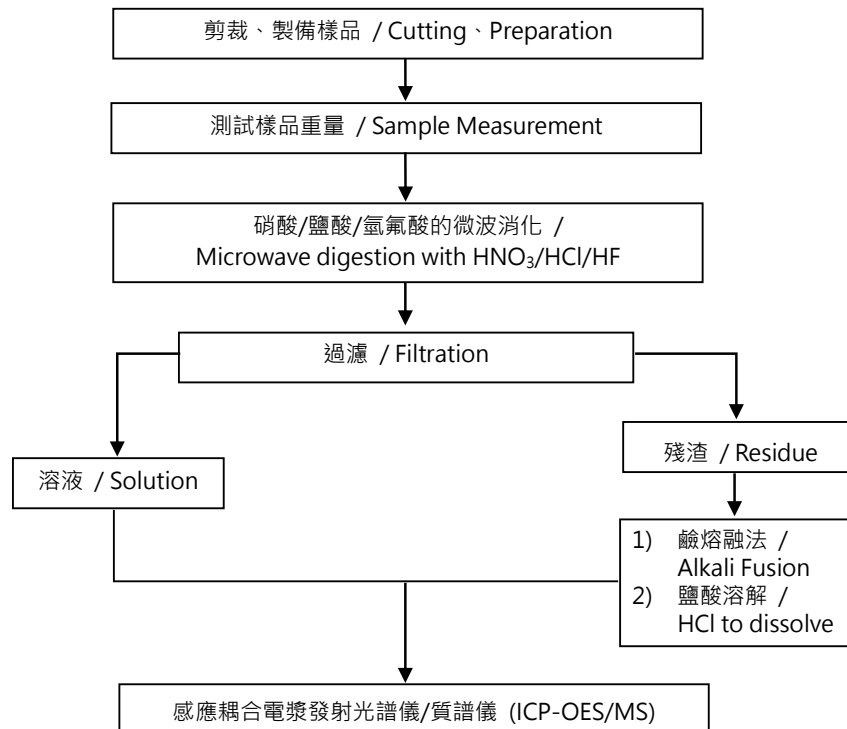 剪裁、製備樣品 / Cutting、Preparation
測試樣品重量 / Sample Measurement
硝酸/鹽酸/氫氟酸的微波消化 /
Microwave digestion with HNO₃/HCl/HF
過濾 / Filtration
溶液 / Solution
殘渣 / Residue
1) 鹼熔融法 /
Alkali Fusion
2) 鹽酸溶解 /
HCl to dissolve
感應耦合電漿發射光譜儀/質譜儀 (ICP-OES/MS)